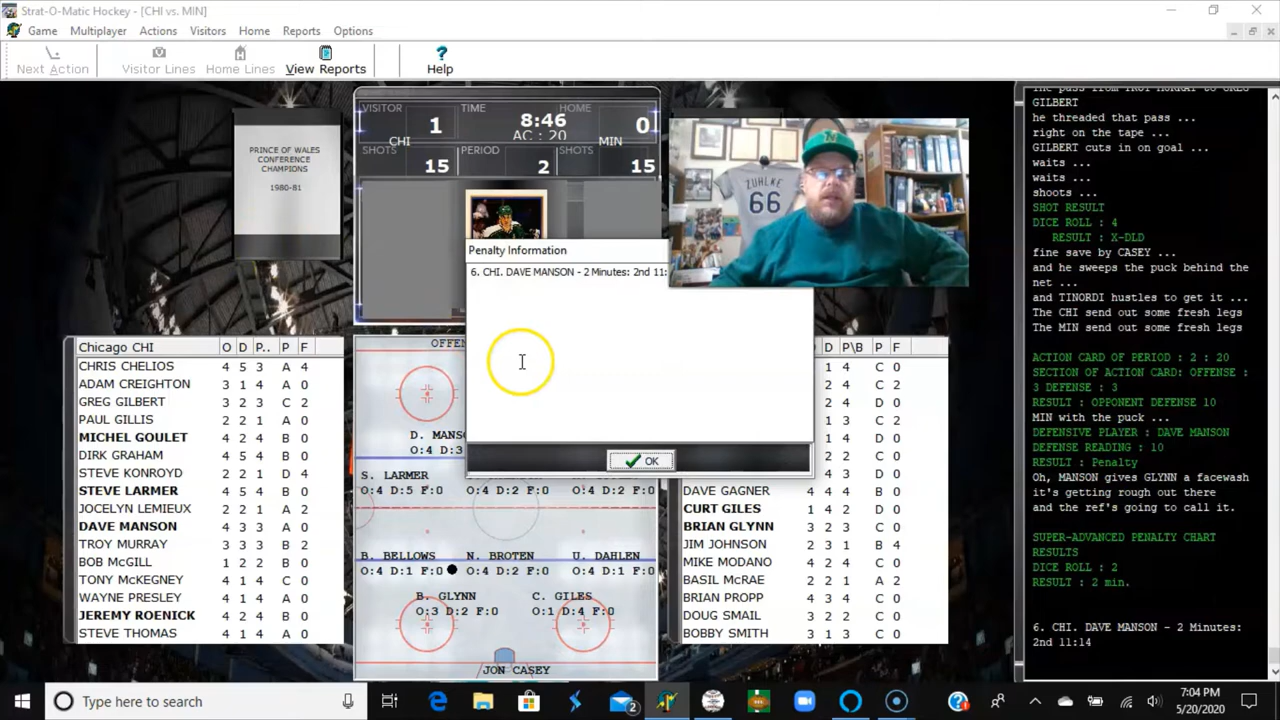 Strat-O-Matic Hockey - [CHI vs. MIN]
Game Multiplayer Actions Visitors Home Reports Options
Next Action Visitor Lines Home Lines View Reports Help
PRINCE OF WALES
CONFERENCE
CHAMPIONS
1980-81
VISITOR TIME HOME
CHI 1 8:46 MIN 0
AC : 20
SHOTS PERIOD SHOTS
15 2 15
ZUHLKE
66
Penalty Information
6. CHI. DAVE MANSON - 2 Minutes: 2nd 11:
OK
Chicago CHI O D P.. P F
CHRIS CHELIOS 4 5 3 A 4
ADAM CREIGHTON 3 1 4 A 0
GREG GILBERT 3 2 3 C 2
PAUL GILLIS 2 2 1 A 0
MICHEL GOULET 4 2 4 B 0
DIRK GRAHAM 4 5 4 B 0
STEVE KONROYD 2 2 1 D 4
STEVE LARMER 4 5 4 B 0
JOCELYN LEMIEUX 2 2 1 A 2
DAVE MANSON 4 3 3 A 0
TROY MURRAY 3 3 3 B 2
BOB McGILL 1 2 2 B 0
TONY McKEGNEY 4 1 4 C 0
WAYNE PRESLEY 4 1 4 A 0
JEREMY ROENICK 4 2 4 B 0
STEVE THOMAS 4 1 4 A 0
OFFEN
D. MANSO
O:4 D:3
S. LARMER
O:4 D:5 F:0 O:4 D:2 F:0 O:4 D:2 F:0
B. BELLOWS N. BROTEN U. DAHLEN
O:4 D:1 F:0 O:4 D:2 F:0 O:4 D:1 F:0
B. GLYNN C. GILES
O:3 D:2 F:0 O:1 D:4 F:0
JON CASEY
D P\B P F
1 4 C 0
2 4 C 2
2 4 D 0
1 3 C 2
1 4 D 0
2 4 C 0
4 3 D 0
DAVE GAGNER 4 4 4 B 0
CURT GILES 1 4 2 D 0
BRIAN GLYNN 3 2 3 C 0
JIM JOHNSON 2 3 1 B 4
MIKE MODANO 4 2 4 C 0
BASIL McRAE 2 2 1 A 2
BRIAN PROPP 4 3 4 C 0
DOUG SMAIL 4 2 2 C 0
BOBBY SMITH 3 1 3 C 0
The pass from TROY MURRAY to GREG
GILBERT
he threaded that pass ...
right on the tape ...
GILBERT cuts in on goal ...
waits ...
waits ...
shoots ...
SHOT RESULT
DICE ROLL : 4
RESULT : X-DLD
fine save by CASEY ...
and he sweeps the puck behind the
net ...
and TINORDI hustles to get it ...
The CHI send out some fresh legs
The MIN send out some fresh legs
ACTION CARD OF PERIOD : 2 : 20
SECTION OF ACTION CARD: OFFENSE :
3 DEFENSE : 3
RESULT : OPPONENT DEFENSE 10
MIN with the puck ...
DEFENSIVE PLAYER : DAVE MANSON
DEFENSE READING : 10
RESULT : Penalty
Oh, MANSON gives GLYNN a facewash
it's getting rough out there
and the ref's going to call it.
SUPER-ADVANCED PENALTY CHART
RESULTS
DICE ROLL : 2
RESULT : 2 min.
6. CHI. DAVE MANSON - 2 Minutes:
2nd 11:14
Type here to search
2
7:04 PM
5/20/2020